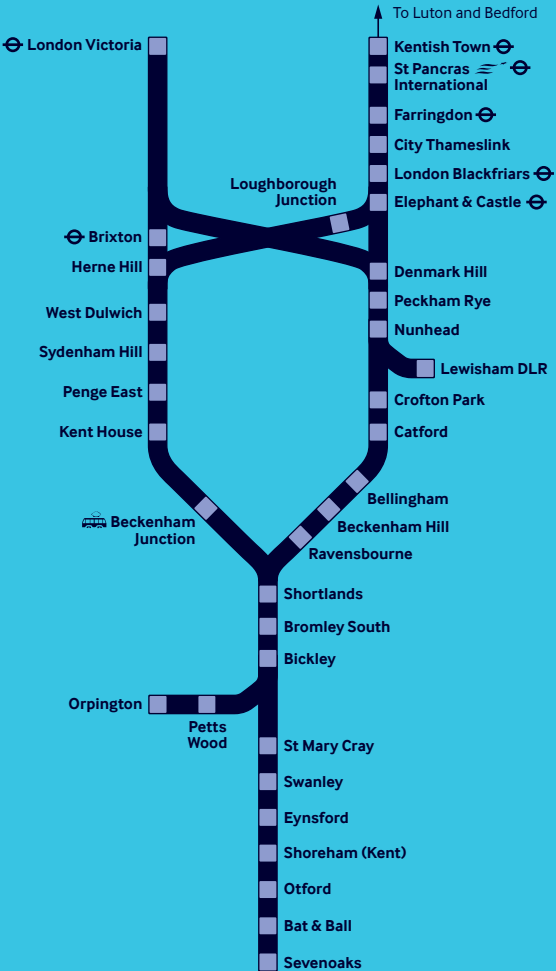 To Luton and Bedford
London Victoria
Kentish Town
St Pancras
International
Farringdon
City Thameslink
London Blackfriars
Loughborough
Junction
Elephant & Castle
Brixton
Herne Hill
Denmark Hill
Peckham Rye
West Dulwich
Nunhead
Sydenham Hill
Lewisham DLR
Penge East
Crofton Park
Kent House
Catford
Bellingham
Beckenham
Junction
Beckenham Hill
Ravensbourne
Shortlands
Bromley South
Bickley
Orpington
Petts
Wood
St Mary Cray
Swanley
Eynsford
Shoreham (Kent)
Otford
Bat & Ball
Sevenoaks